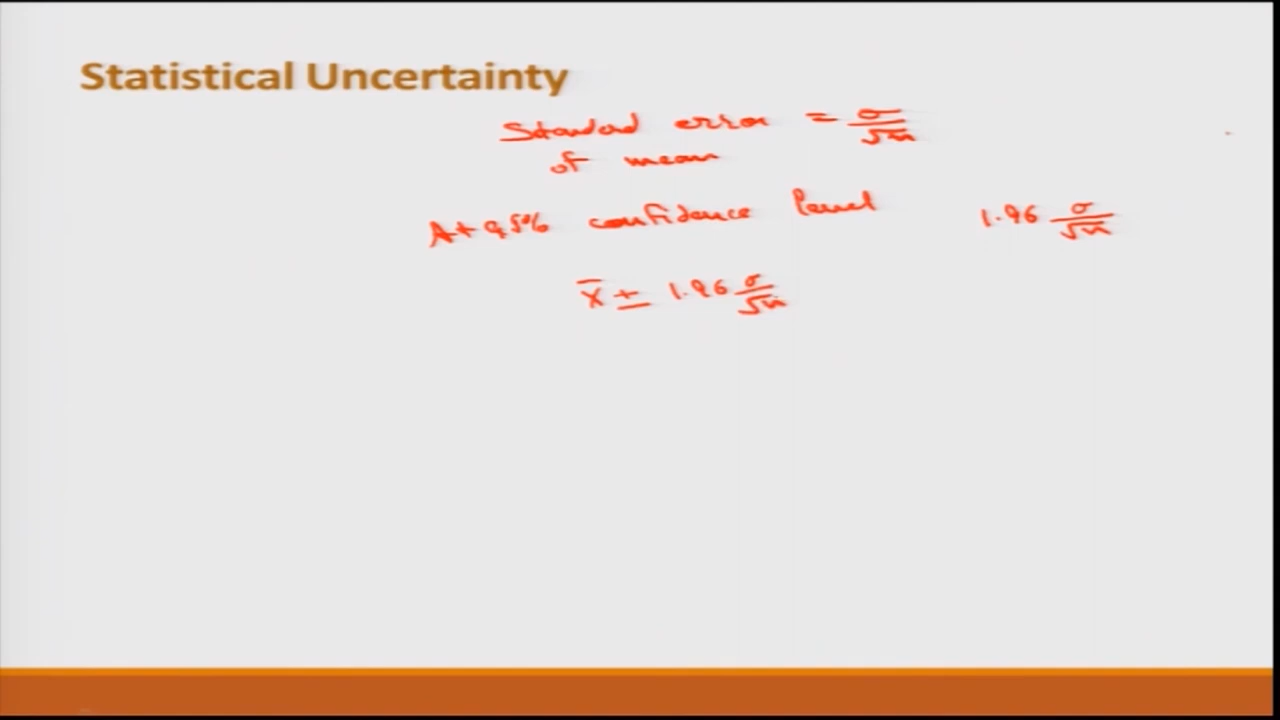 Statistical Uncertainty
Standard error = σ/√n
of mean
At 95% confidence level 1.96 σ/√n
x̄ ± 1.96 σ/√n